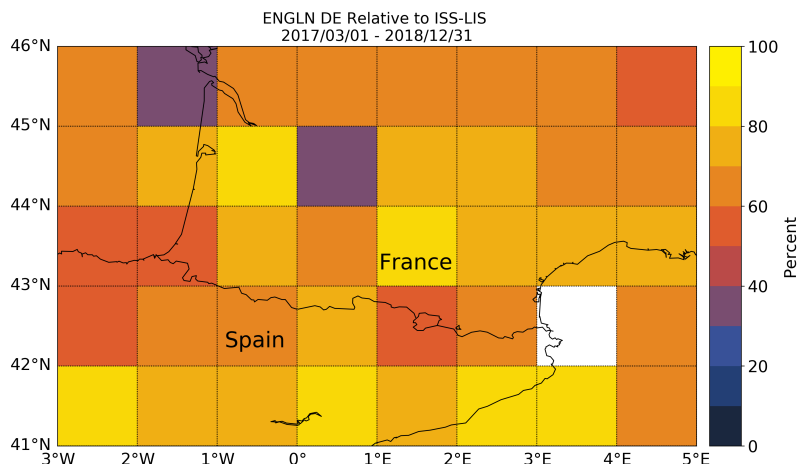 ENGLN DE Relative to ISS-LIS
2017/03/01 - 2018/12/31
46°N
45°N
44°N
43°N
42°N
41°N
3°W
2°W
1°W
0°
1°E
2°E
3°E
4°E
5°E
France
Spain
100
80
60
40
20
0
Percent